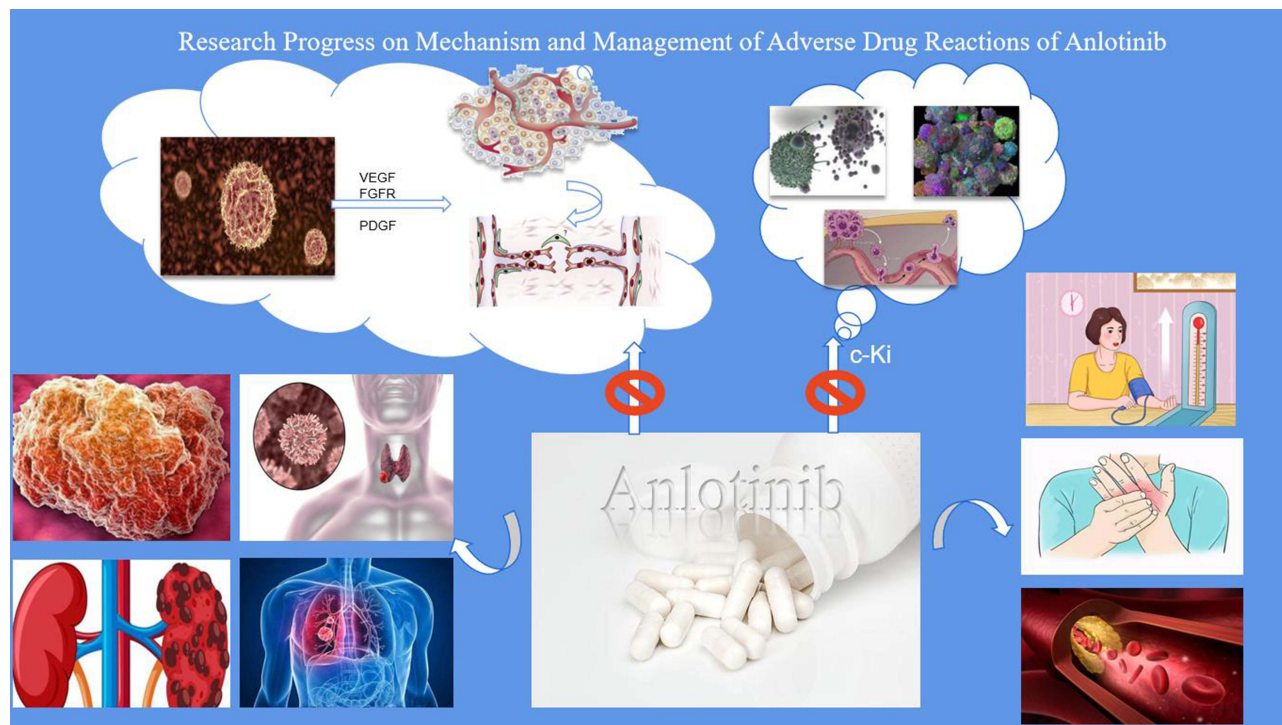 Research Progress on Mechanism and Management of Adverse Drug Reactions of Anlotinib
VEGF
FGFR
PDGF
c-Ki
Anlotinib